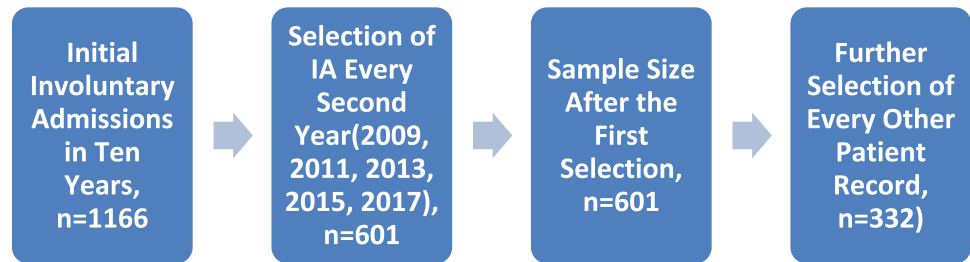 Initial
Involuntary
Admissions
in Ten
Years,
n=1166
Selection of
IA Every
Second
Year(2009,
2011, 2013,
2015, 2017),
n=601
Sample Size
After the
First
Selection,
n=601
Further
Selection of
Every Other
Patient
Record,
n=332)